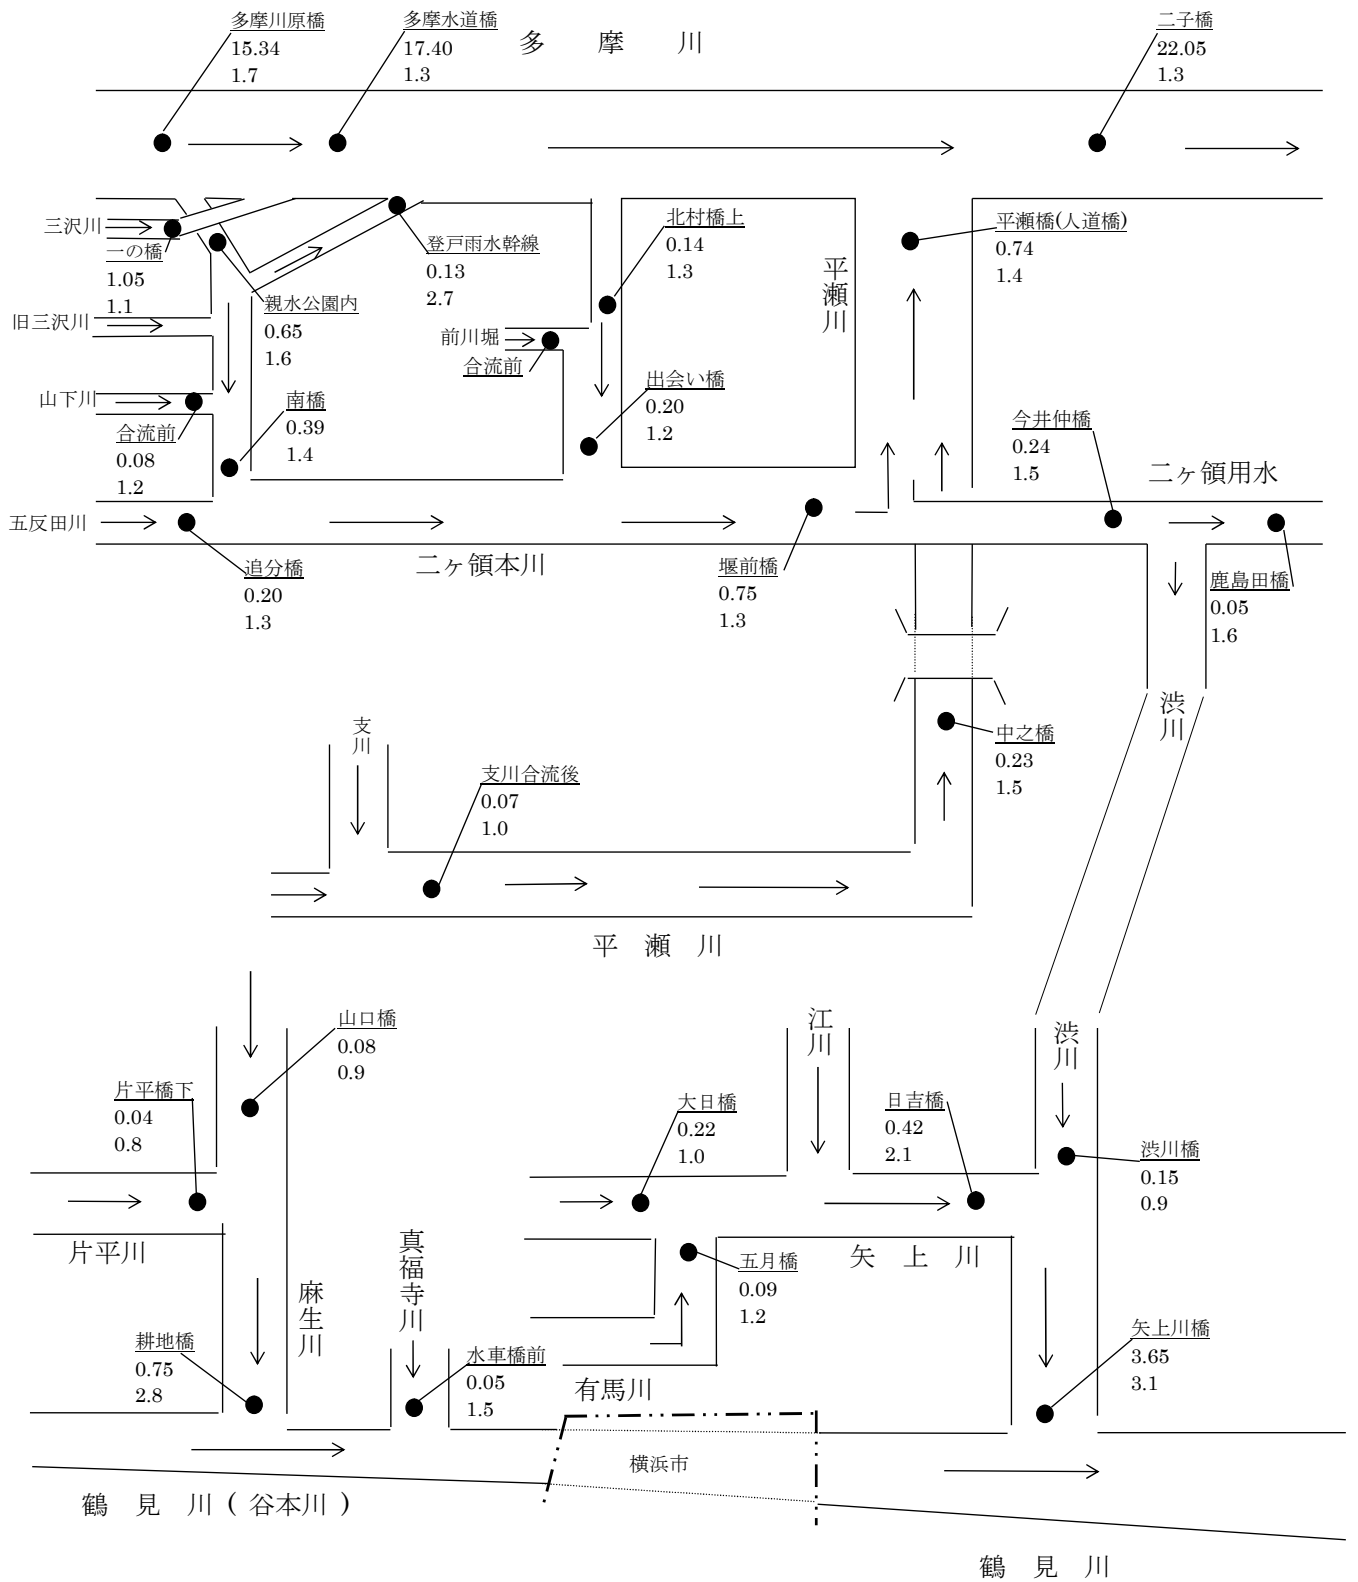 多摩川原橋
15.34
1.7
多摩水道橋
17.40
1.3
多 摩 川
二子橋
22.05
1.3
三沢川
一の橋
1.05
1.1
登戸雨水幹線
0.13
2.7
北村橋上
0.14
1.3
平瀬川
平瀬橋(人道橋)
0.74
1.4
旧三沢川
親水公園内
0.65
1.6
前川堀
合流前
山下川
合流前
0.08
1.2
南橋
0.39
1.4
出会い橋
0.20
1.2
今井仲橋
0.24
1.5
二ヶ領用水
五反田川
追分橋
0.20
1.3
二ヶ領本川
堰前橋
0.75
1.3
鹿島田橋
0.05
1.6
渋川
支川
支川合流後
0.07
1.0
中之橋
0.23
1.5
平 瀬 川
山口橋
0.08
0.9
江川
渋川
片平橋下
0.04
0.8
大日橋
0.22
1.0
日吉橋
0.42
2.1
渋川橋
0.15
0.9
片平川
麻生川
真福寺川
五月橋
0.09
1.2
矢 上 川
耕地橋
0.75
2.8
水車橋前
0.05
1.5
有馬川
矢上川橋
3.65
3.1
横浜市
鶴 見 川 ( 谷本川 )
鶴 見 川